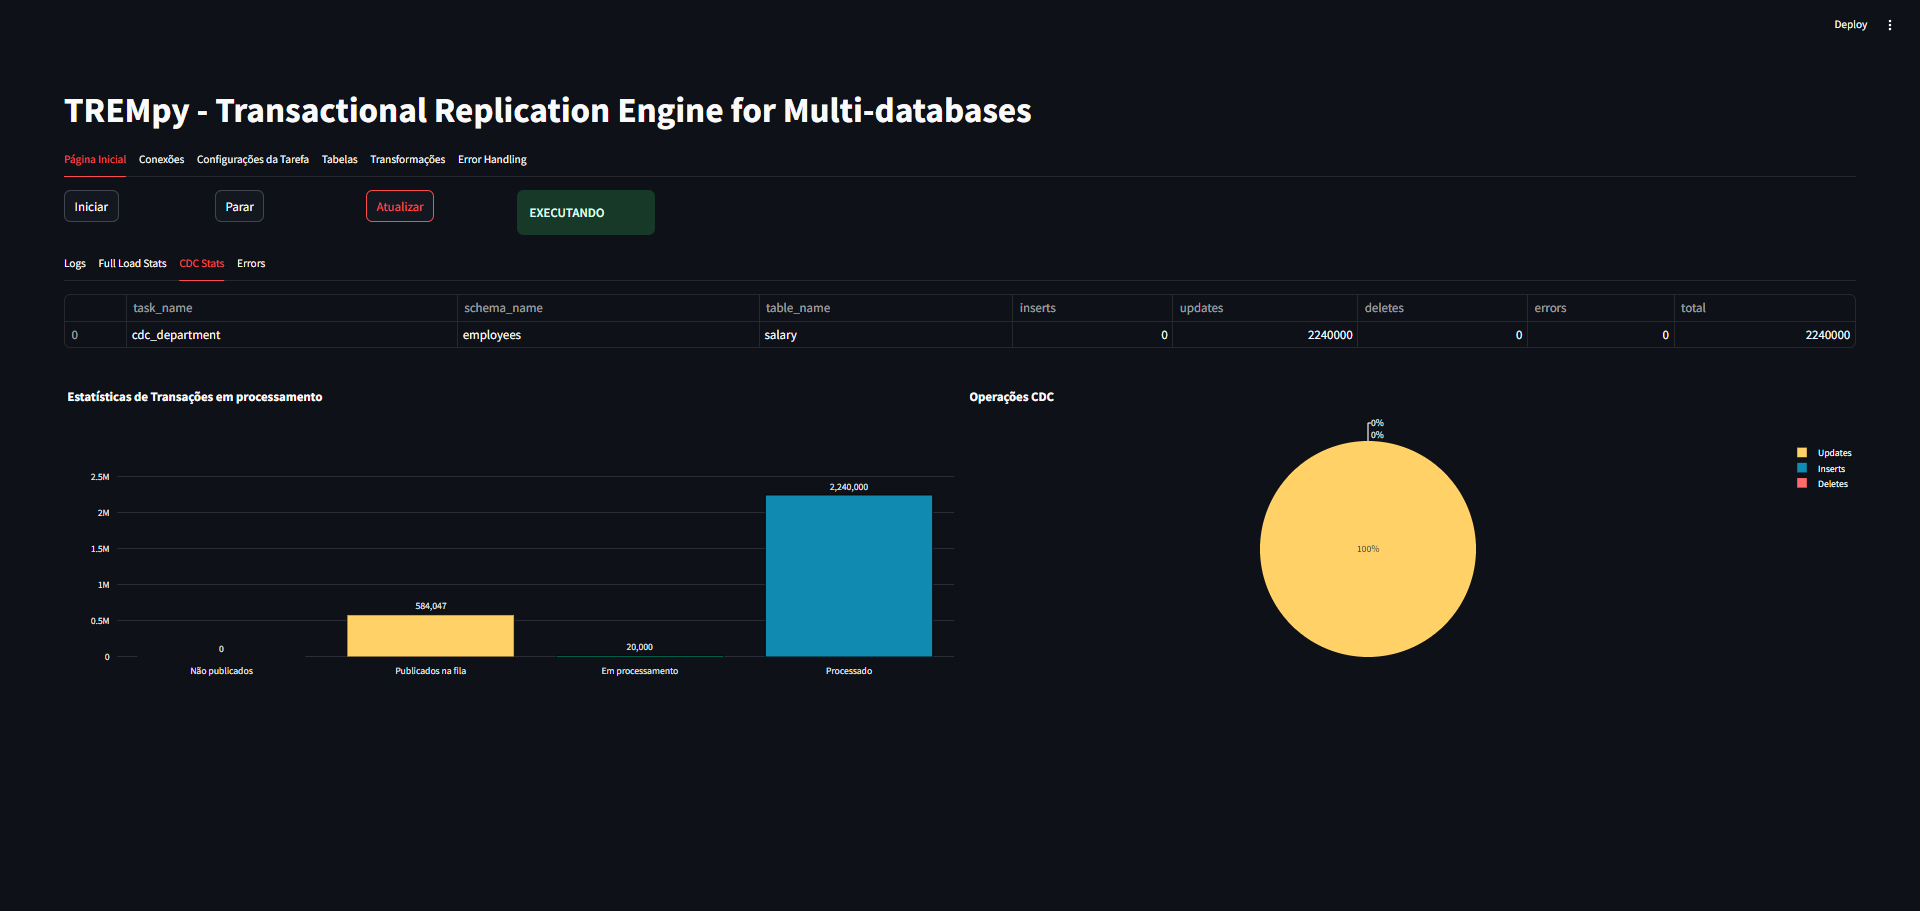 Deploy
TREMpy - Transactional Replication Engine for Multi-databases
Página Inicial Conexões Configurações da Tarefa Tabelas Transformações Error Handling
Iniciar Parar Atualizar EXECUTANDO
Logs Full Load Stats CDC Stats Errors
task_name schema_name table_name inserts updates deletes errors total
0 cdc_department employees salary 0 2240000 0 0 2240000
Estatísticas de Transações em processamento
2.5M
2M
1.5M
1M
0.5M
0
0
584,047
20,000
2,240,000
Não publicados Publicados na fila Em processamento Processado
Operações CDC
0%
0%
100%
Updates
Inserts
Deletes